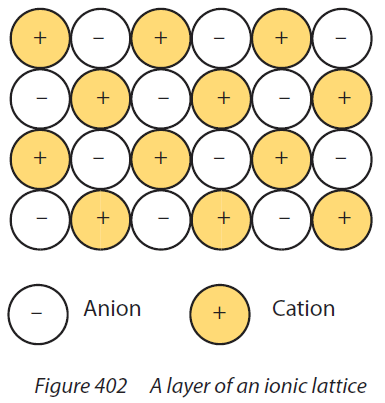 + − + − + −
− + − + − +
+ − + − + −
− + − + − +
− Anion + Cation
Figure 402 A layer of an ionic lattice